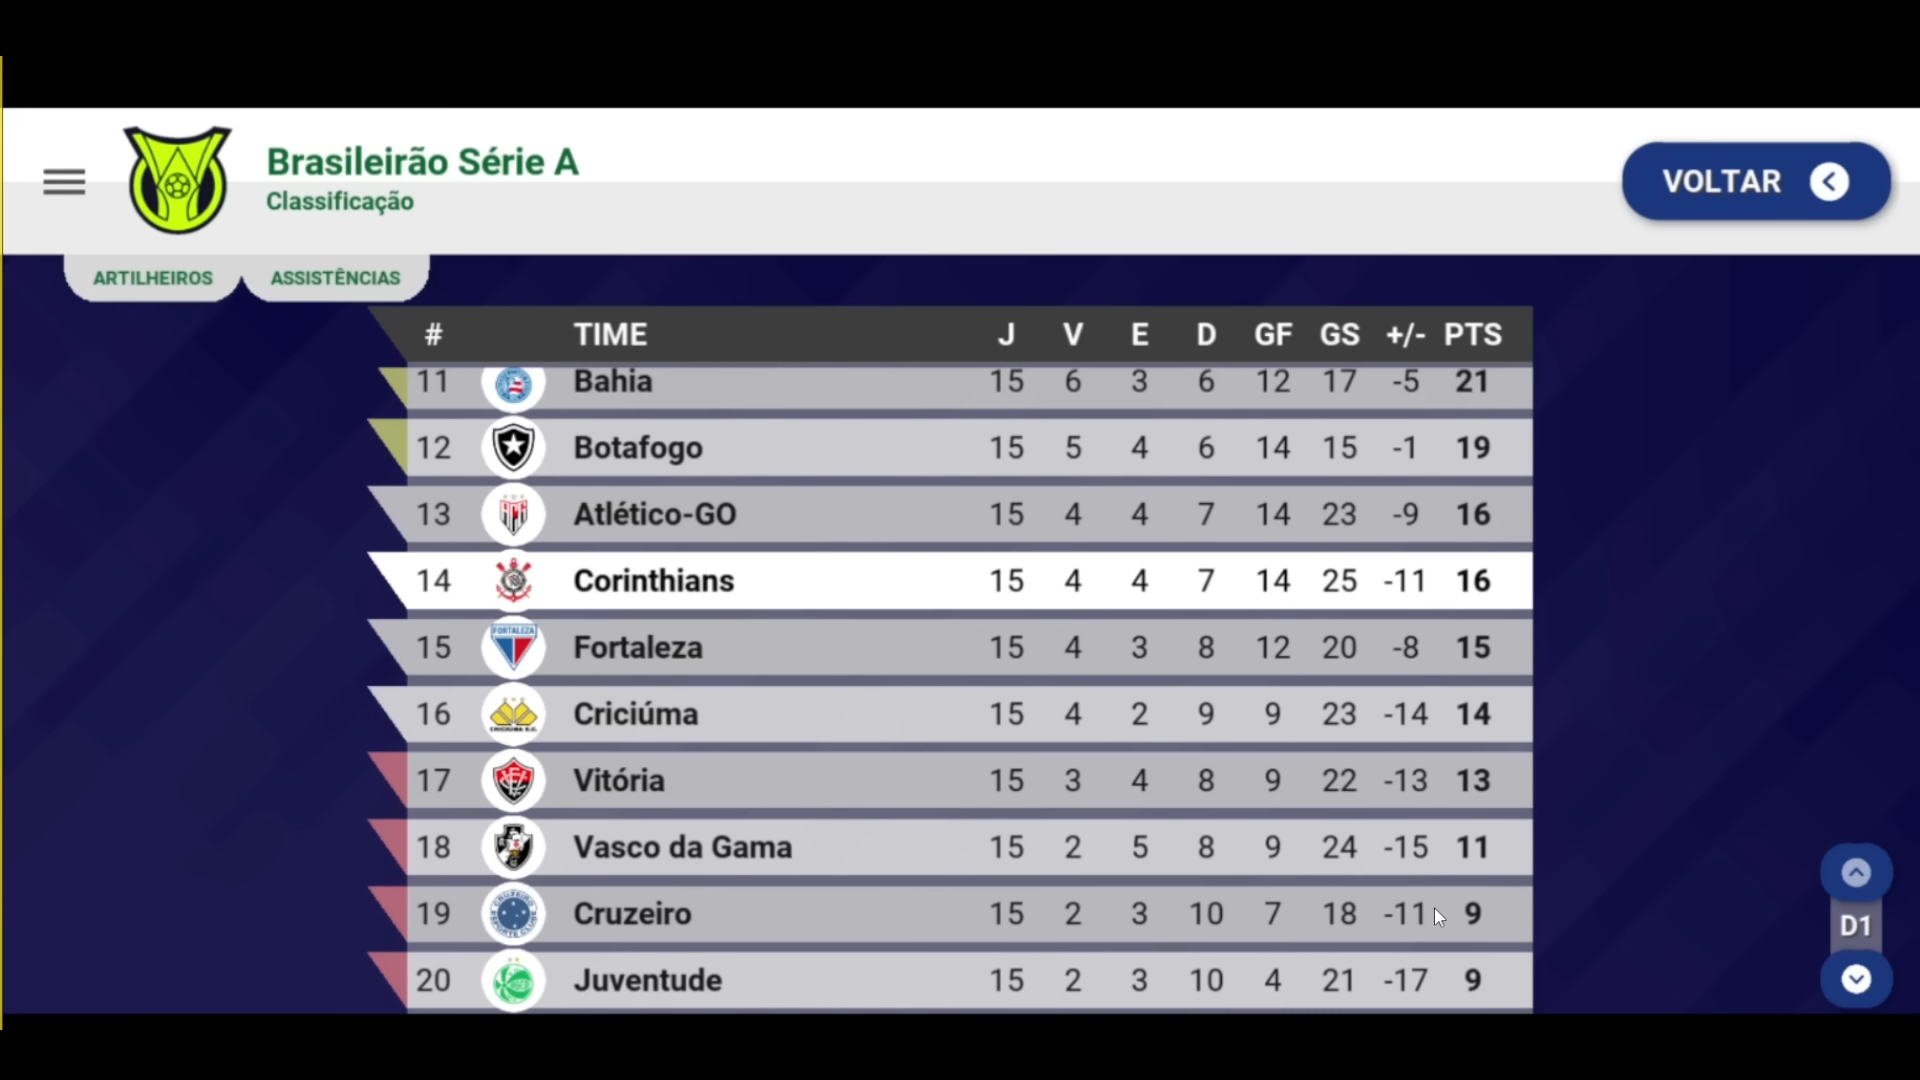 Brasileirão Série A
Classificação
VOLTAR
ARTILHEIROS ASSISTÊNCIAS
# TIME J V E D GF GS +/- PTS
11 Bahia 15 6 3 6 12 17 -5 21
12 Botafogo 15 5 4 6 14 15 -1 19
13 Atlético-GO 15 4 4 7 14 23 -9 16
14 Corinthians 15 4 4 7 14 25 -11 16
15 FORTALEZA Fortaleza 15 4 3 8 12 20 -8 15
16 Criciúma 15 4 2 9 9 23 -14 14
17 Vitória 15 3 4 8 9 22 -13 13
18 Vasco da Gama 15 2 5 8 9 24 -15 11
19 Cruzeiro 15 2 3 10 7 18 -11 9
20 Juventude 15 2 3 10 4 21 -17 9
D1